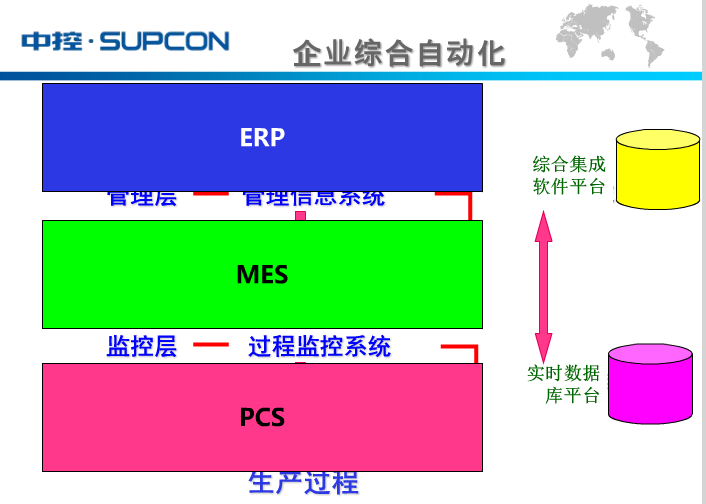 中控·SUPCON
企业综合自动化
ERP
管理层 管理信息系统
综合集成
软件平台
MES
监控层 过程监控系统
实时数据
库平台
PCS
生产过程